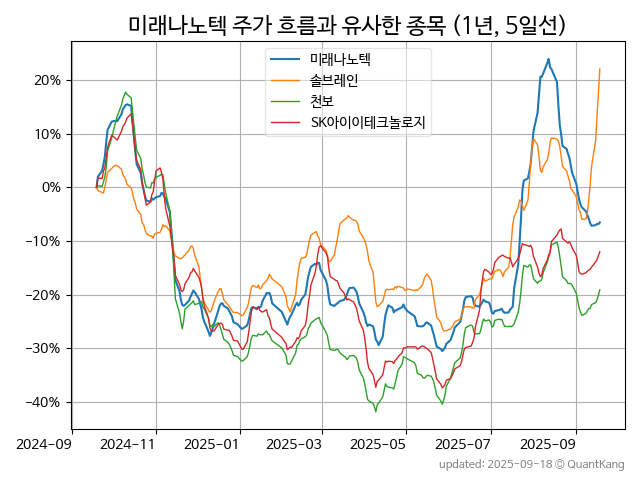 미래나노텍 주가 흐름과 유사한 종목 (1년, 5일선)
미래나노텍
솔브레인
천보
SK아이이테크놀로지
20%
10%
0%
−10%
−20%
−30%
−40%
2024-09 2024-11 2025-01 2025-03 2025-05 2025-07 2025-09
updated: 2025-09-18 © QuantKang